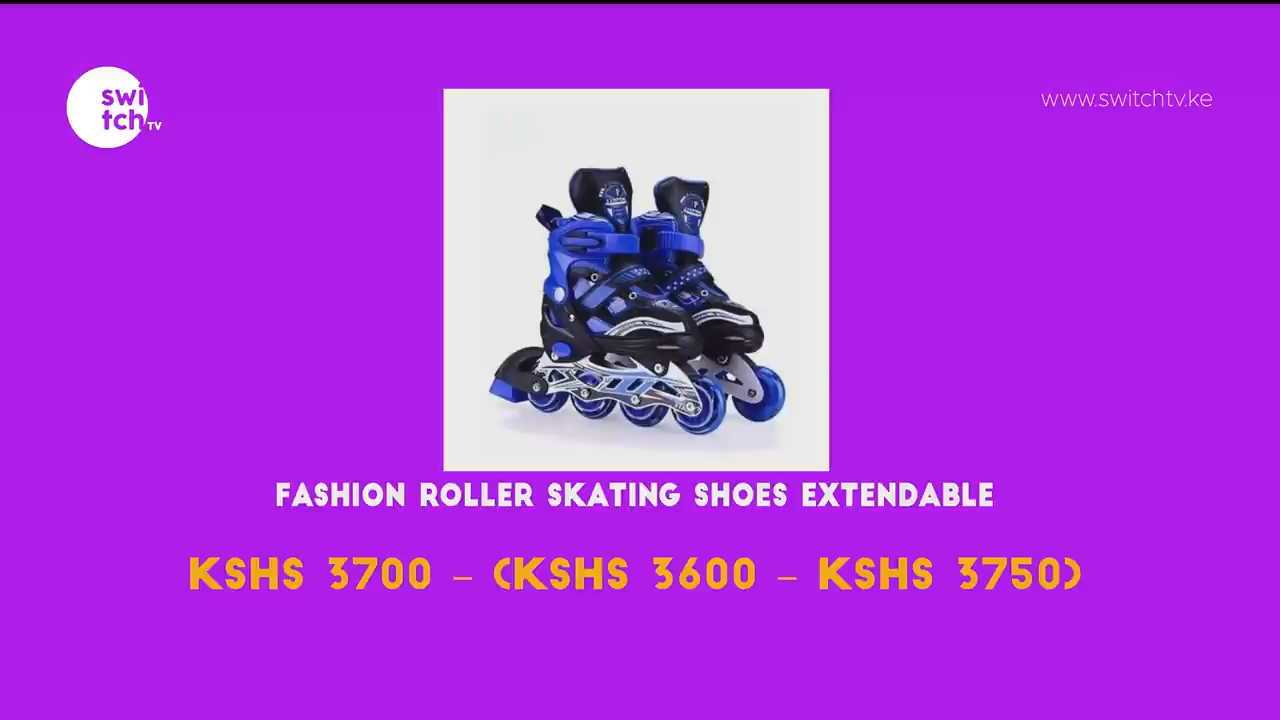 swi
tch TV
www.switchtv.ke
FASHION ROLLER SKATING SHOES EXTENDABLE
KSHS 3700 – (KSHS 3600 – KSHS 3750)